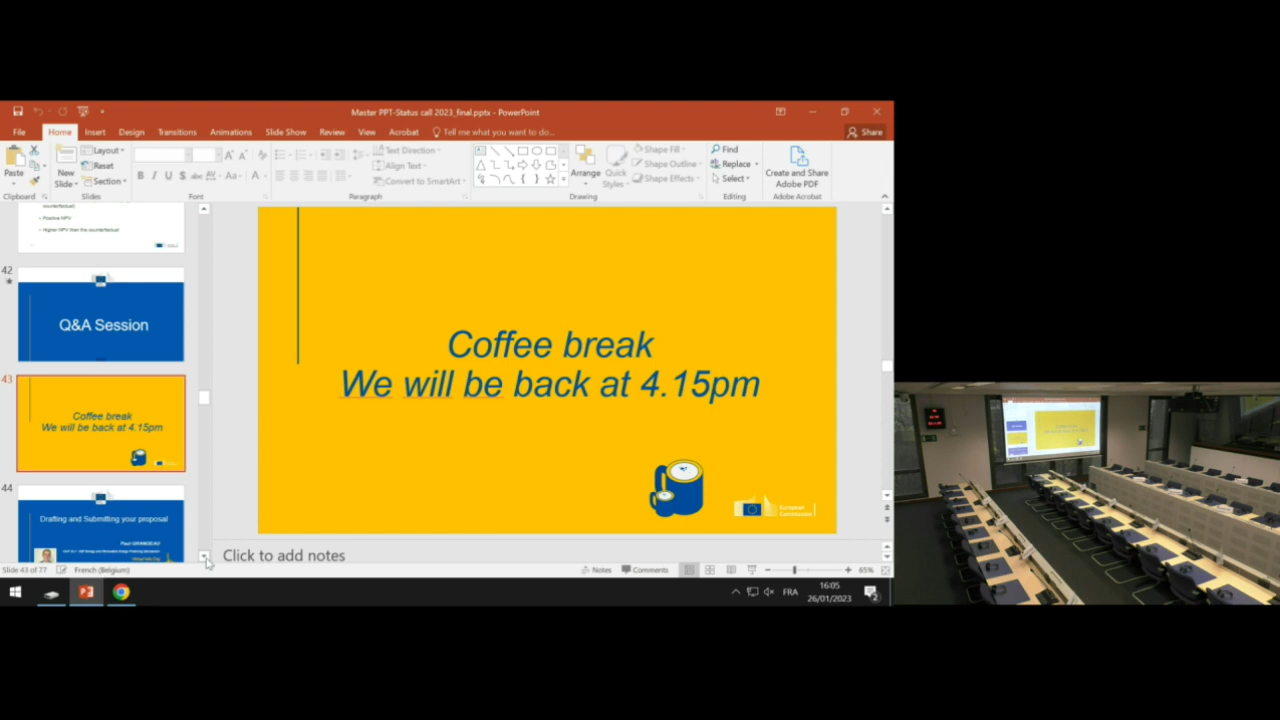 Master PPT-Status call 2023_final.pptx - PowerPoint
File Home Insert Design Transitions Animations Slide Show Review View Acrobat Tell me what you want to do... Share
Paste
Clipboard
New Slide
Layout
Reset
Section
Slides
B I U S abc AV Aa A
Font
Text Direction
Align Text
Convert to SmartArt
Paragraph
Arrange
Quick Styles
Shape Fill
Shape Outline
Shape Effects
Drawing
Find
Replace
Select
Editing
Create and Share Adobe PDF
Adobe Acrobat
counterfactual)
• Positive NPV
• Higher NPV than the counterfactual
42
Q&A Session
43
Coffee break
We will be back at 4.15pm
44
Drafting and Submitting your proposal
Coffee break
We will be back at 4.15pm
European
Commission
Click to add notes
Slide 43 of 77 French (Belgium) Notes Comments 65%
FRA
16:05
26/01/2023
2